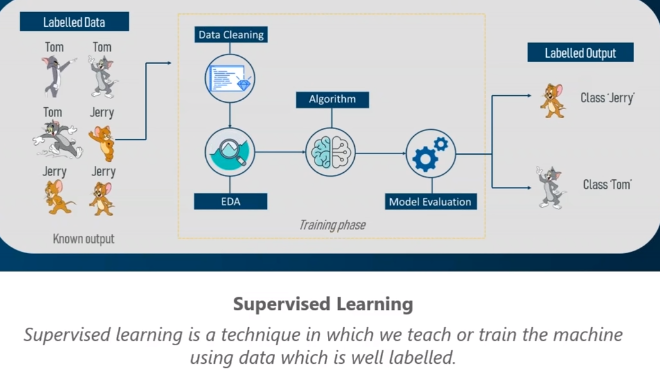 Labelled Data
Tom Tom
Tom Jerry
Jerry Jerry
Known output
Data Cleaning
EDA
Algorithm
Model Evaluation
Training phase
Labelled Output
Class ‘Jerry’
Class ‘Tom’
Supervised Learning
Supervised learning is a technique in which we teach or train the machine
using data which is well labelled.